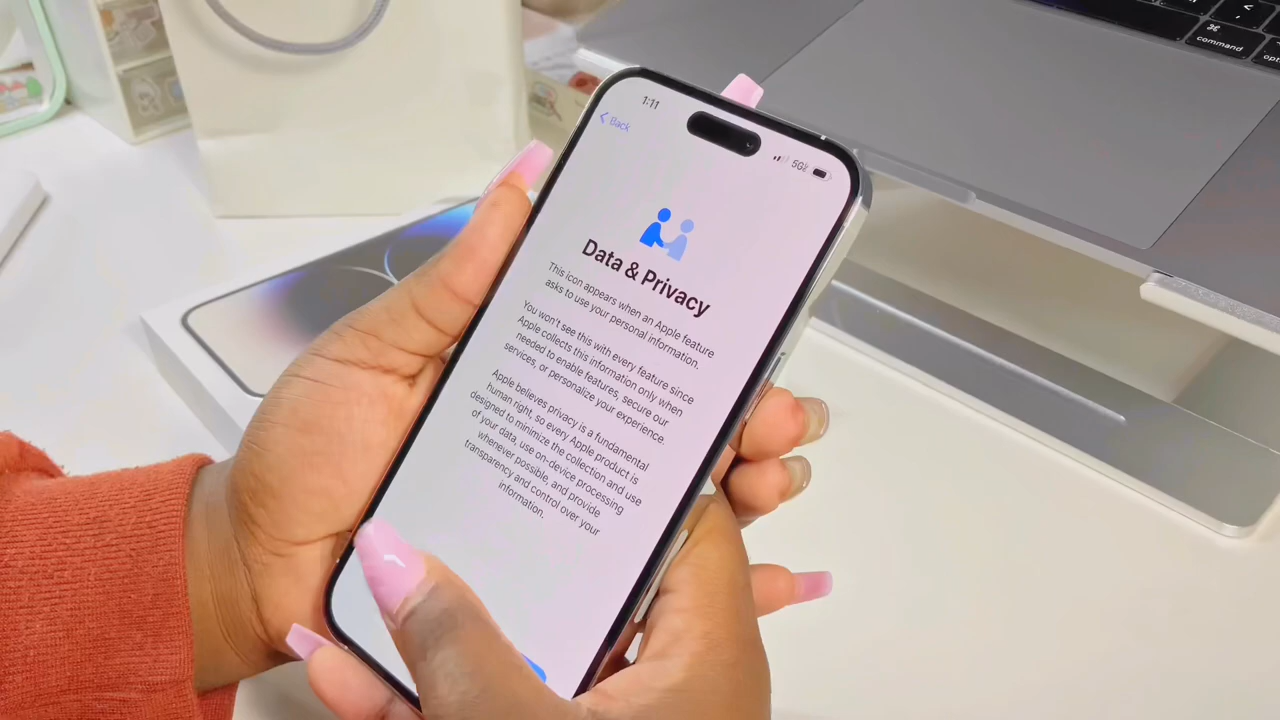 1:11
5G
Back
Data & Privacy
This icon appears when an Apple feature
asks to use your personal information.
You won't see this with every feature since
Apple collects this information only when
needed to enable features, secure our
services, or personalize your experience.
Apple believes privacy is a fundamental
human right, so every Apple product is
designed to minimize the collection and use
of your data, use on-device processing
whenever possible, and provide
transparency and control over your
information.
<
⌘
command